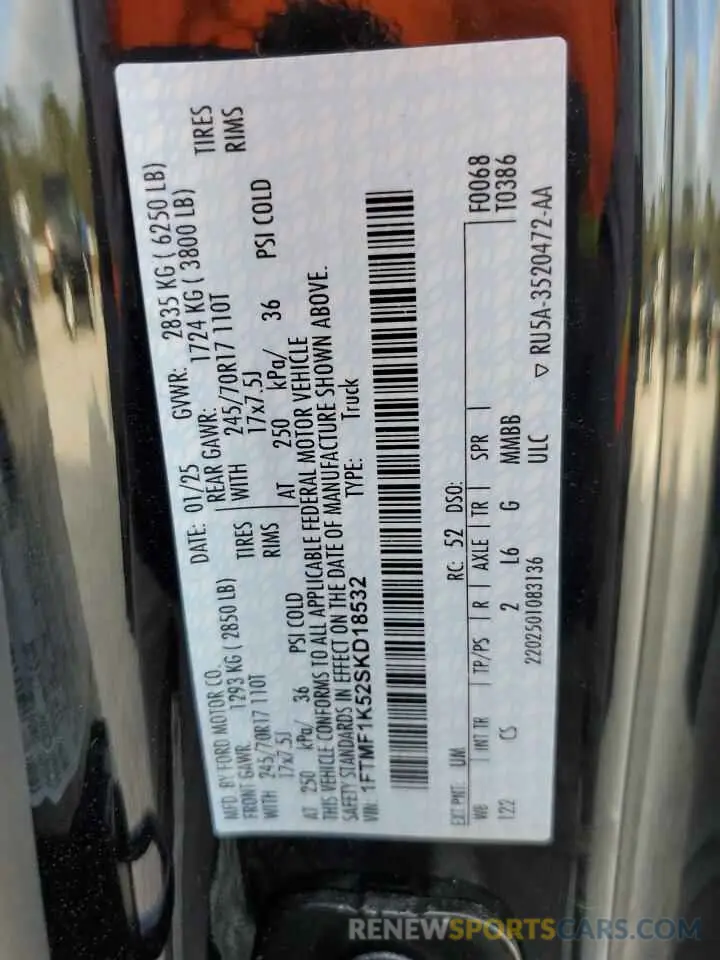 MFD. BY FORD MOTOR CO.
DATE: 01/25 GVWR: 2835 KG ( 6250 LB)
FRONT GAWR: 1293 KG ( 2850 LB) REAR GAWR: 1724 KG ( 3800 LB)
WITH 245/70R17 110T TIRES WITH 245/70R17 110T TIRES
17x7.5J RIMS 17x7.5J RIMS
AT 250 kPa/ 36 PSI COLD AT 250 kPa/ 36 PSI COLD
THIS VEHICLE CONFORMS TO ALL APPLICABLE FEDERAL MOTOR VEHICLE
SAFETY STANDARDS IN EFFECT ON THE DATE OF MANUFACTURE SHOWN ABOVE.
VIN: 1FTMF1K52SKD18532 TYPE: Truck
F0068
EXT PNT: UM RC: 52 DSO: T0386
WB INT TR TP/PS R AXLE TR SPR
122 CS 2 L6 G MMBB
2202501083136 ULC ▽ RU5A-3520472-AA
RENEWSPORTSCARS.COM